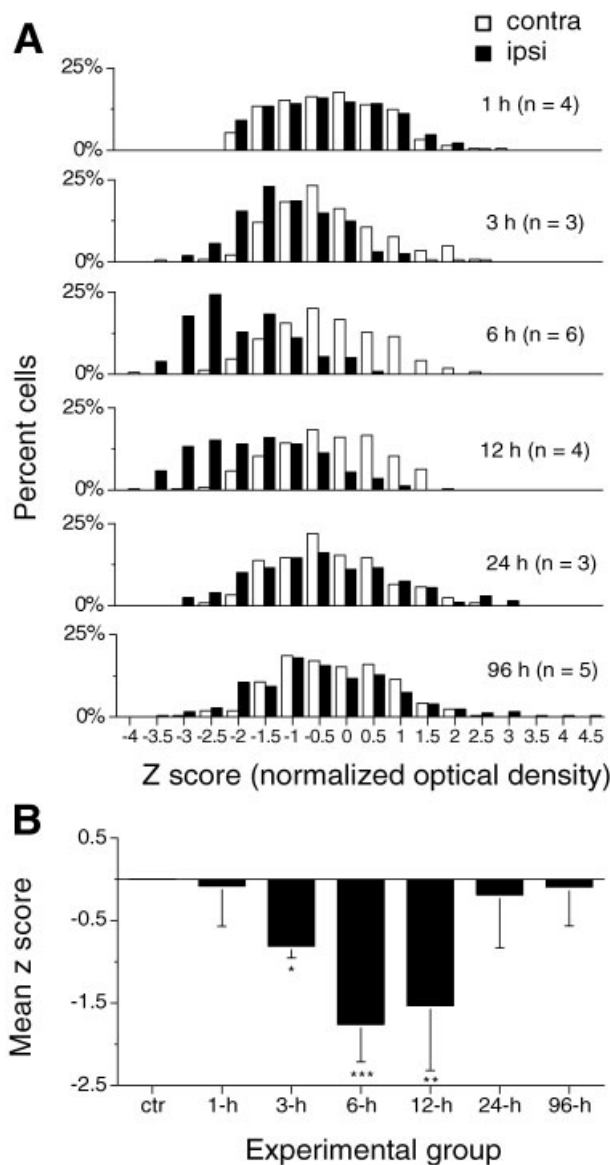 A
contra
ipsi
25%
0%
1 h (n = 4)
25%
0%
3 h (n = 3)
25%
0%
6 h (n = 6)
25%
0%
12 h (n = 4)
25%
0%
24 h (n = 3)
25%
0%
96 h (n = 5)
Percent cells
-4 -3.5 -3 -2.5 -2 -1.5 -1 -0.5 0 0.5 1 1.5 2 2.5 3 3.5 4 4.5
Z score (normalized optical density)
B
0.5
-0.5
-1.5
-2.5
Mean z score
*
***
**
ctr 1-h 3-h 6-h 12-h 24-h 96-h
Experimental group